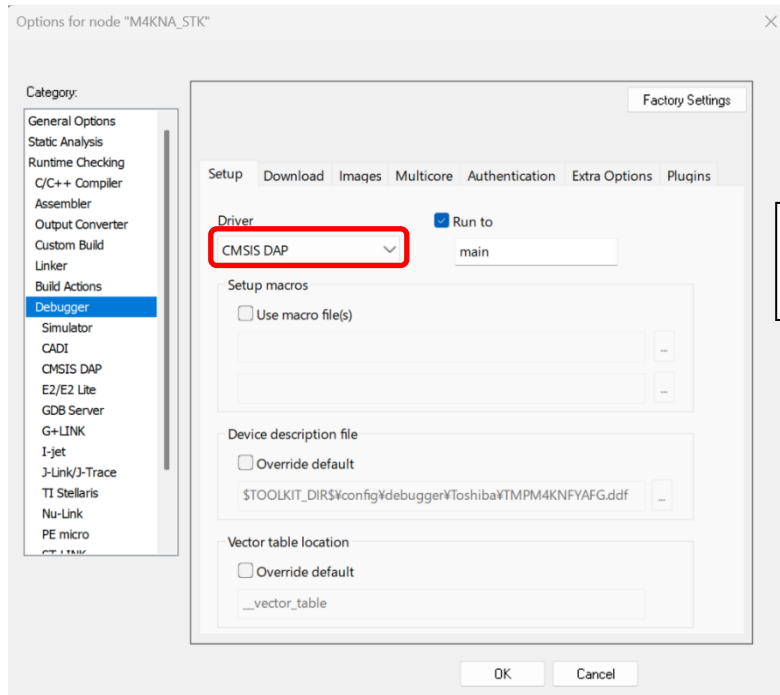 Options for node "M4KNA_STK"
Category:
General Options
Static Analysis
Runtime Checking
C/C++ Compiler
Assembler
Output Converter
Custom Build
Linker
Build Actions
Debugger
Simulator
CADI
CMSIS DAP
E2/E2 Lite
GDB Server
G+LINK
I-jet
J-Link/J-Trace
TI Stellaris
Nu-Link
PE micro
ST-LINK
Factory Settings
Setup Download Images Multicore Authentication Extra Options Plugins
Driver
CMSIS DAP
Run to
main
Setup macros
Use macro file(s)
...
...
Device description file
Override default
$TOOLKIT_DIR$¥config¥debugger¥Toshiba¥TMPM4KNFYAFG.ddf
...
Vector table location
Override default
__vector_table
OK Cancel